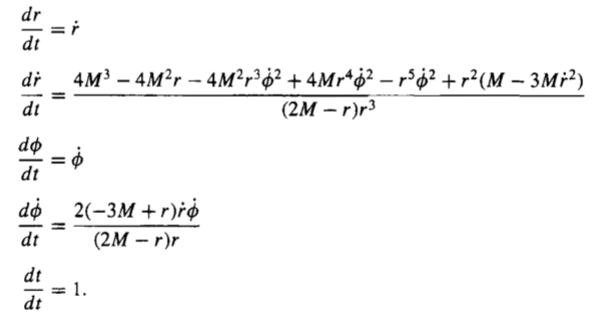 dr/dt = ṙ
dṙ/dt = (4M³ − 4M²r − 4M²r³φ̇² + 4Mr⁴φ̇² − r⁵φ̇² + r²(M − 3Mṙ²)) / ((2M − r)r³)
dφ/dt = φ̇
dφ̇/dt = 2(−3M + r)ṙφ̇ / ((2M − r)r)
dt/dt = 1.